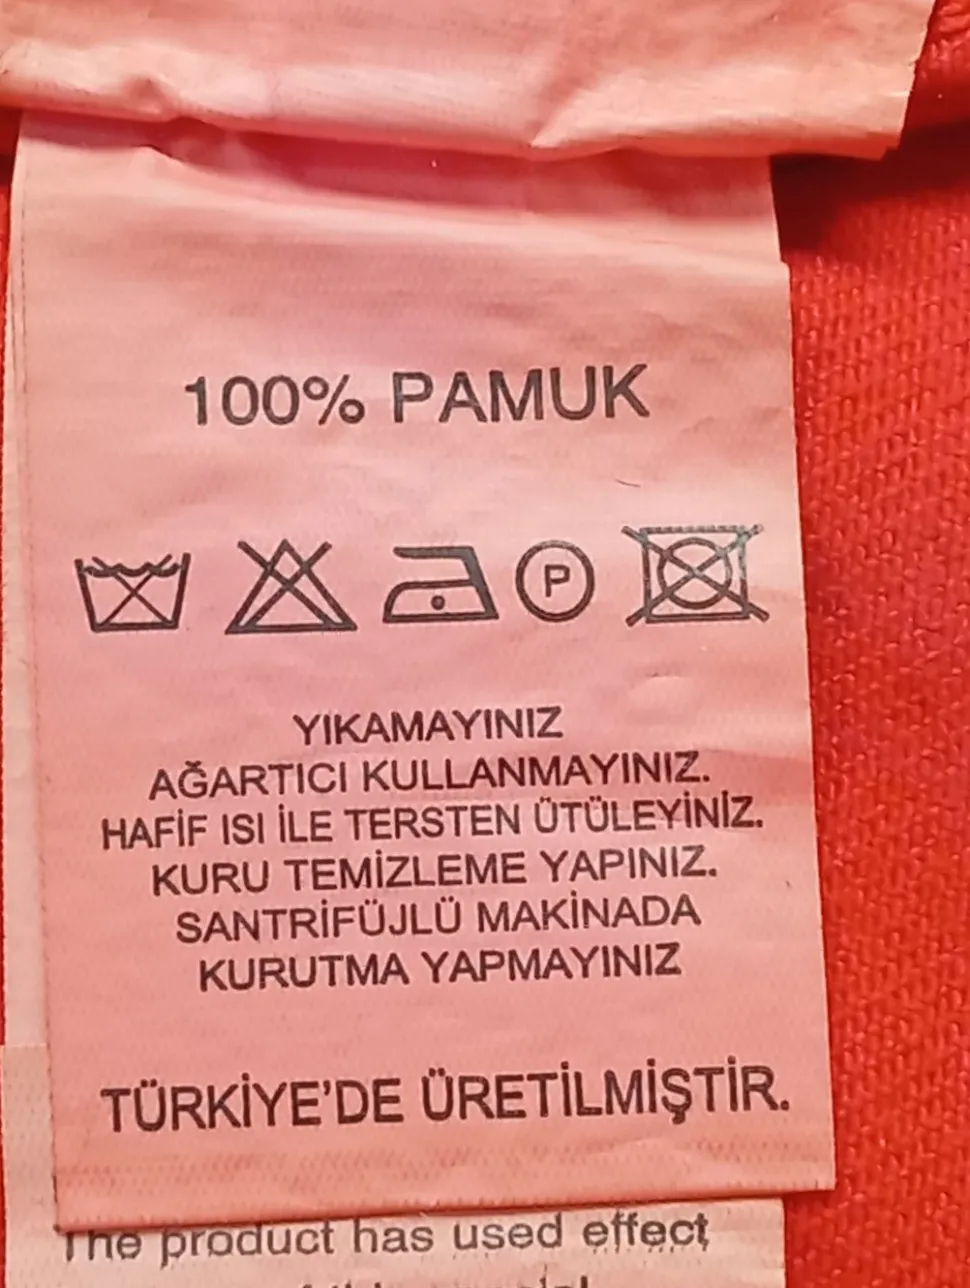 100% PAMUK
P
YIKAMAYINIZ
AĞARTICI KULLANMAYINIZ.
HAFİF ISI İLE TERSTEN ÜTÜLEYİNİZ.
KURU TEMİZLEME YAPINIZ.
SANTRİFÜJLÜ MAKİNADA
KURUTMA YAPMAYINIZ
TÜRKİYE'DE ÜRETİLMİŞTİR.
The product has used effect